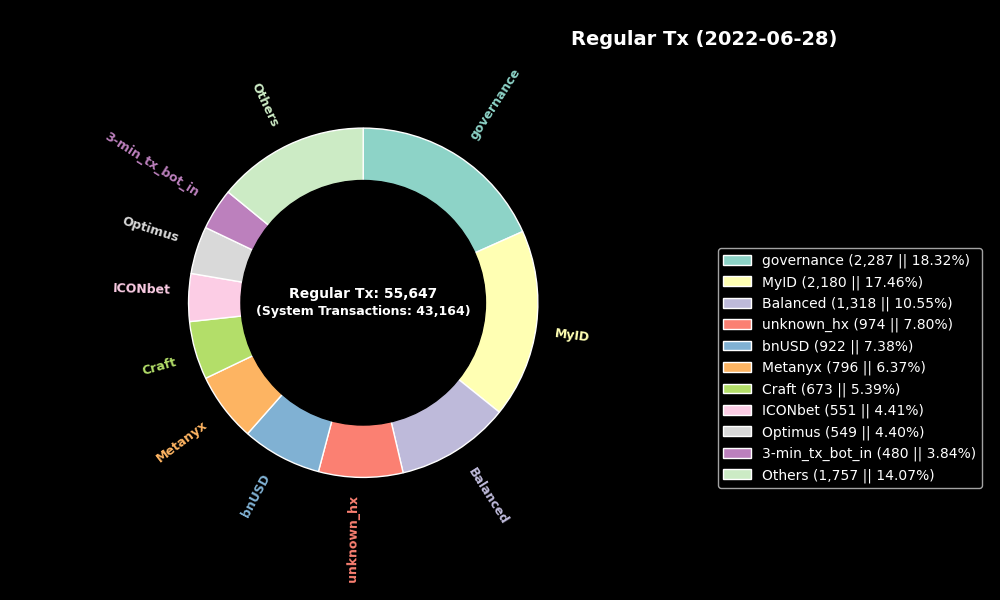 Regular Tx (2022-06-28)
governance
Others
3-min_tx_bot_in
Optimus
ICONbet
Craft
Metanyx
bnUSD
unknown_hx
Balanced
MyID
Regular Tx: 55,647
(System Transactions: 43,164)
governance (2,287 || 18.32%)
MyID (2,180 || 17.46%)
Balanced (1,318 || 10.55%)
unknown_hx (974 || 7.80%)
bnUSD (922 || 7.38%)
Metanyx (796 || 6.37%)
Craft (673 || 5.39%)
ICONbet (551 || 4.41%)
Optimus (549 || 4.40%)
3-min_tx_bot_in (480 || 3.84%)
Others (1,757 || 14.07%)